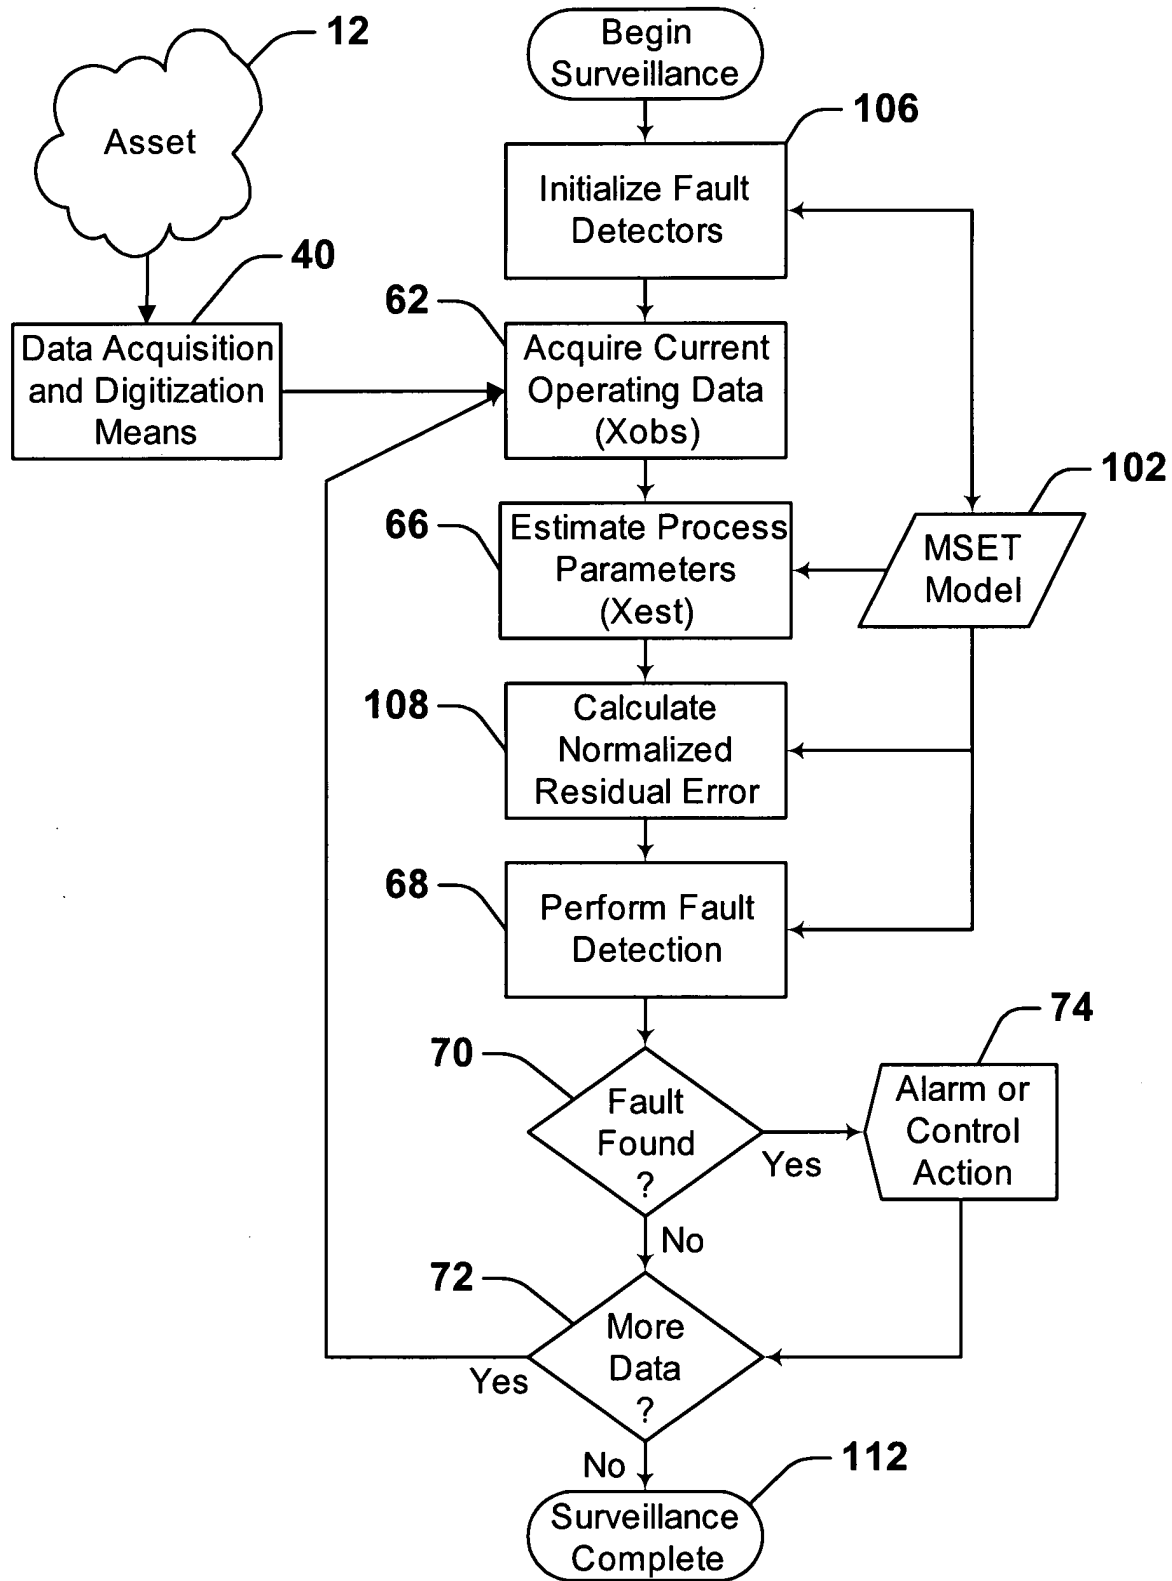 12
Asset
Begin
Surveillance
106
Initialize Fault
Detectors
40
Data Acquisition
and Digitization
Means
62
Acquire Current
Operating Data
(Xobs)
102
MSET
Model
66
Estimate Process
Parameters
(Xest)
108
Calculate
Normalized
Residual Error
68
Perform Fault
Detection
70
Fault
Found
?
Yes
74
Alarm or
Control
Action
No
72
More
Data
?
Yes
No
112
Surveillance
Complete